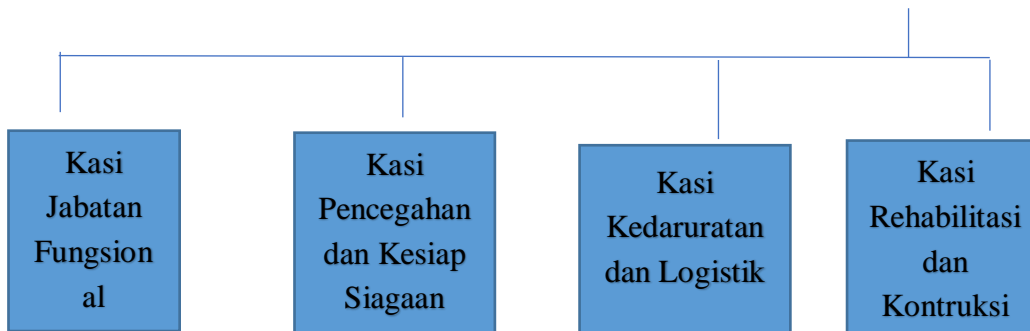 Kasi
Jabatan
Fungsion
al
Kasi
Pencegahan
dan Kesiap
Siagaan
Kasi
Kedaruratan
dan Logistik
Kasi
Rehabilitasi
dan
Kontruksi